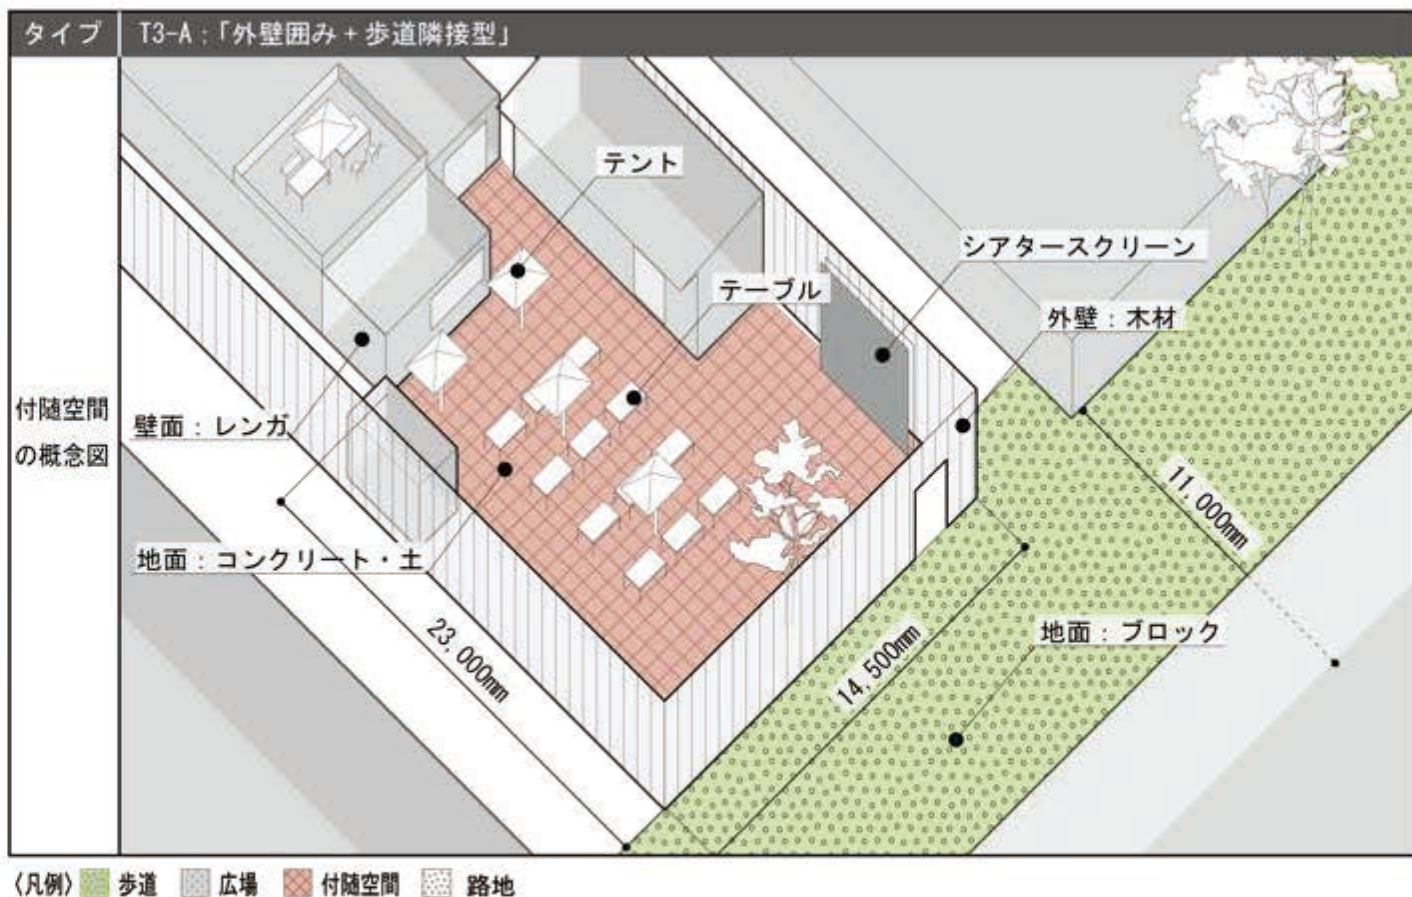 タイプ
T3-A：「外壁囲み＋歩道隣接型」
付随空間
の概念図
テント
シアタースクリーン
テーブル
外壁：木材
壁面：レンガ
地面：コンクリート・土
11,000mm
23,000mm
14,500mm
地面：ブロック
〈凡例〉 歩道 広場 付随空間 路地